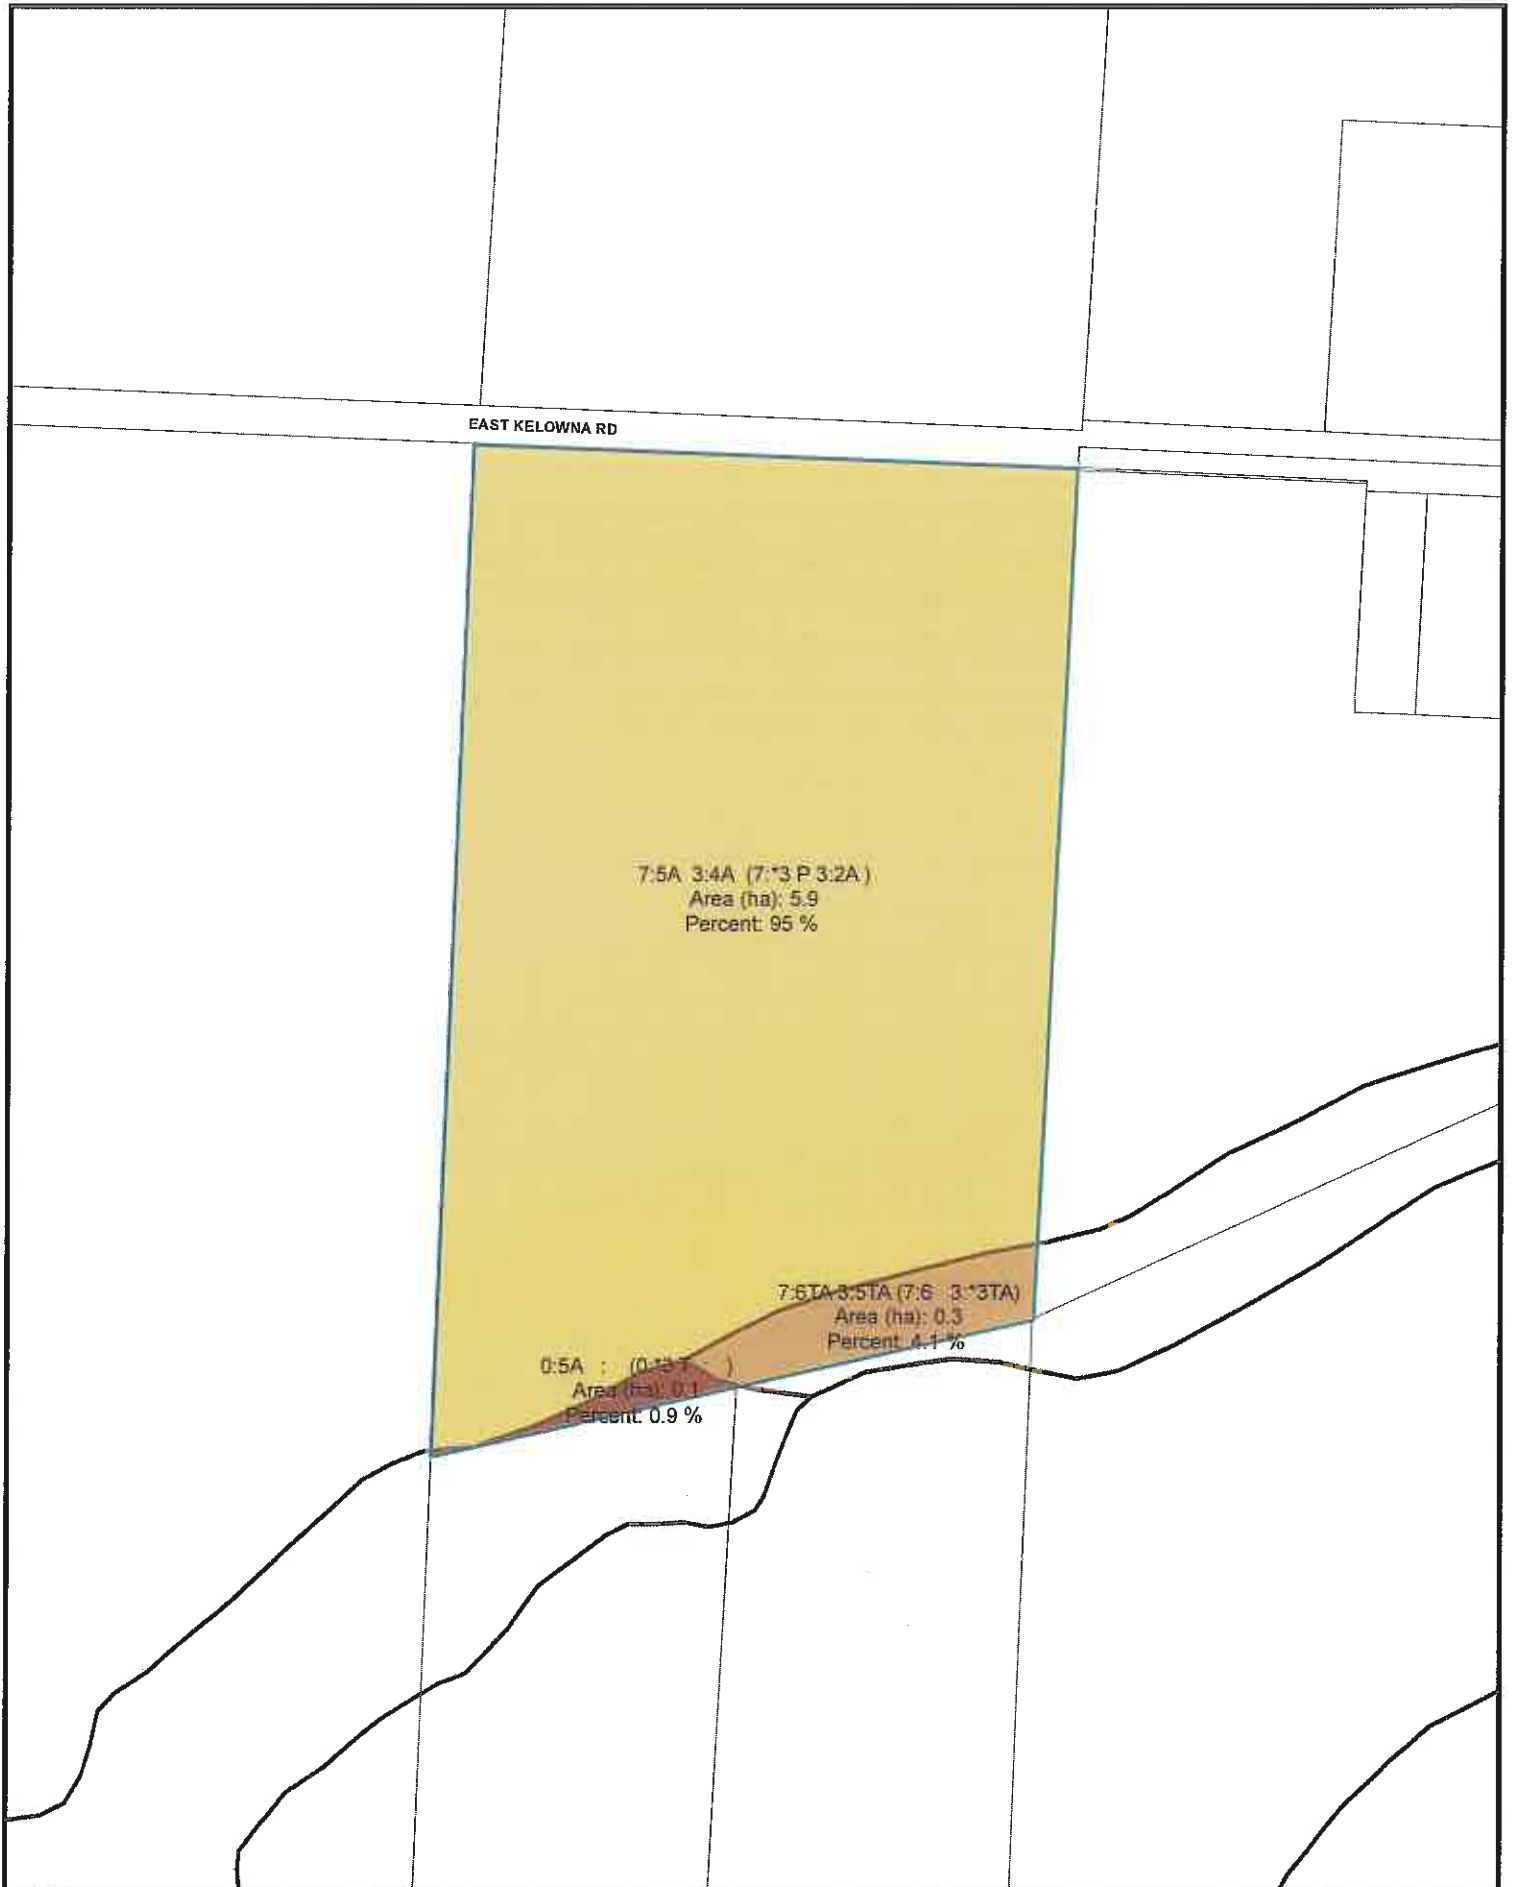 EAST KELOWNA RD
7:5A 3:4A (7:*3 P 3:2A )
Area (ha): 5.9
Percent: 95 %
7:6TA 3:5TA (7:6 3:*3TA)
Area (ha): 0.3
Percent: 4.1 %
0:5A : (0:*3 T : )
Area (ha): 0.1
Percent: 0.9 %